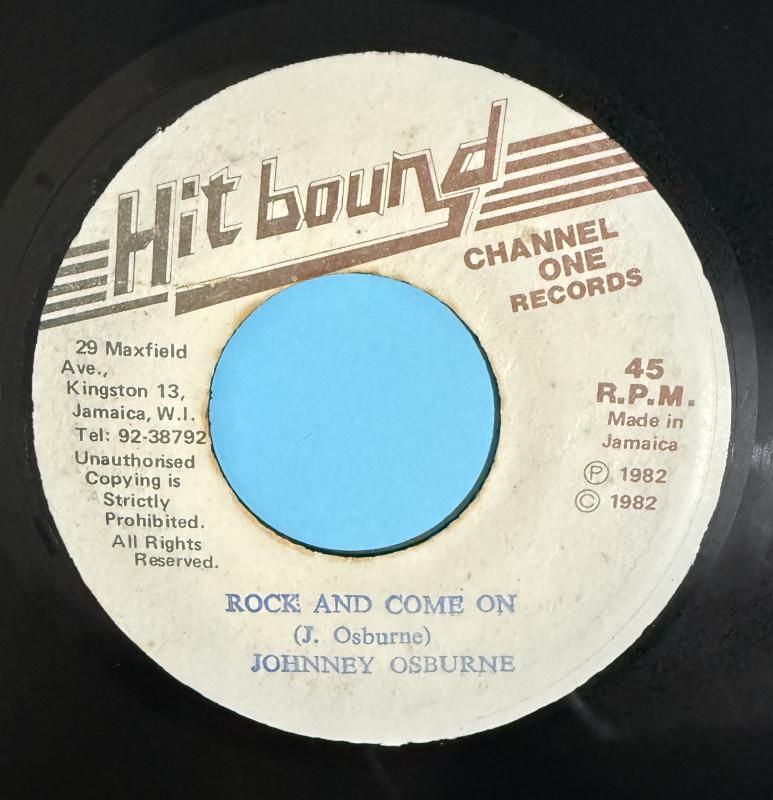 Hit bound
CHANNEL
ONE
RECORDS
29 Maxfield
Ave.,
Kingston 13,
Jamaica, W.I.
Tel: 92-38792
Unauthorised
Copying is
Strictly
Prohibited.
All Rights
Reserved.
45
R.P.M.
Made in
Jamaica
Ⓟ 1982
© 1982
ROCK AND COME ON
(J. Osburne)
JOHNNEY OSBURNE